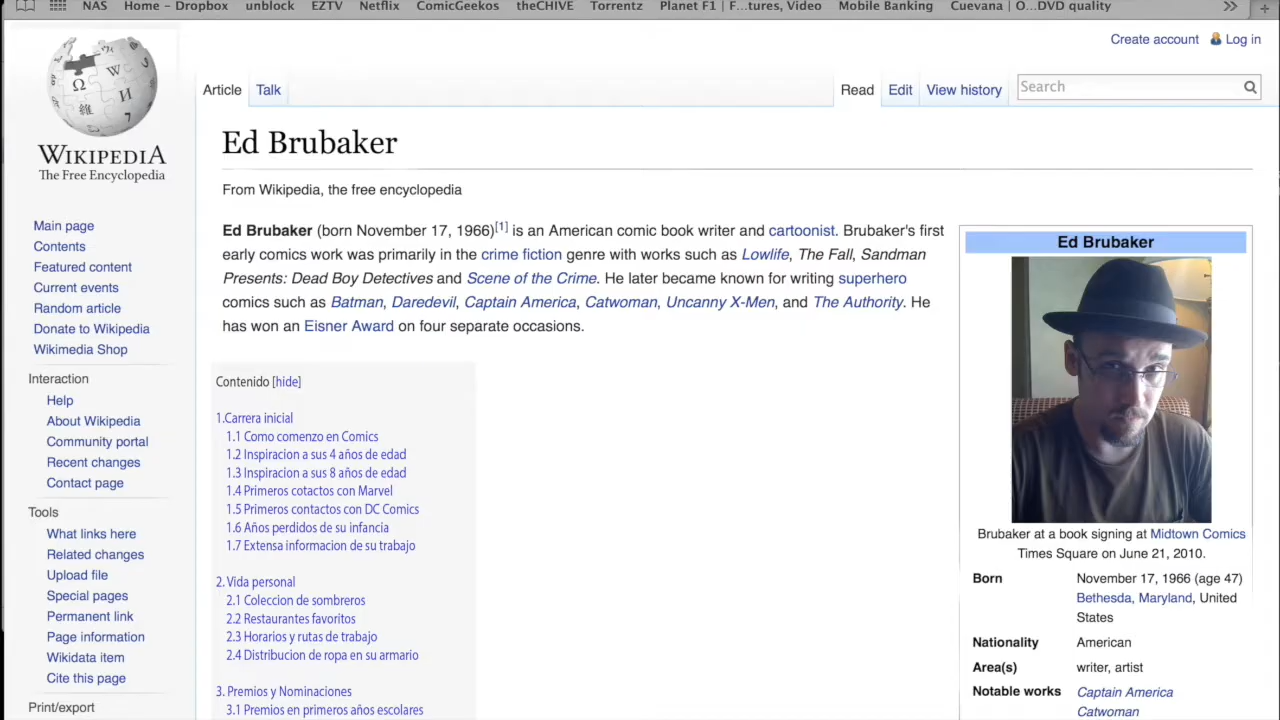 NAS Home – Dropbox unblock EZTV Netflix ComicGeekos theCHIVE Torrentz Planet F1 | F...tures, Video Mobile Banking Cuevana | O...DVD quality
Create account Log in
Article Talk Read Edit View history Search
WIKIPEDIA
The Free Encyclopedia
Main page
Contents
Featured content
Current events
Random article
Donate to Wikipedia
Wikimedia Shop
Interaction
Help
About Wikipedia
Community portal
Recent changes
Contact page
Tools
What links here
Related changes
Upload file
Special pages
Permanent link
Page information
Wikidata item
Cite this page
Print/export
Ed Brubaker
From Wikipedia, the free encyclopedia
Ed Brubaker (born November 17, 1966)[1] is an American comic book writer and cartoonist. Brubaker's first
early comics work was primarily in the crime fiction genre with works such as Lowlife, The Fall, Sandman
Presents: Dead Boy Detectives and Scene of the Crime. He later became known for writing superhero
comics such as Batman, Daredevil, Captain America, Catwoman, Uncanny X-Men, and The Authority. He
has won an Eisner Award on four separate occasions.
Contenido [hide]
1.Carrera inicial
1.1 Como comenzo en Comics
1.2 Inspiracion a sus 4 años de edad
1.3 Inspiracion a sus 8 años de edad
1.4 Primeros cotactos con Marvel
1.5 Primeros contactos con DC Comics
1.6 Años perdidos de su infancia
1.7 Extensa informacion de su trabajo
2. Vida personal
2.1 Coleccion de sombreros
2.2 Restaurantes favoritos
2.3 Horarios y rutas de trabajo
2.4 Distribucion de ropa en su armario
3. Premios y Nominaciones
3.1 Premios en primeros años escolares
Ed Brubaker
Brubaker at a book signing at Midtown Comics
Times Square on June 21, 2010.
Born November 17, 1966 (age 47)
Bethesda, Maryland, United
States
Nationality American
Area(s) writer, artist
Notable works Captain America
Catwoman